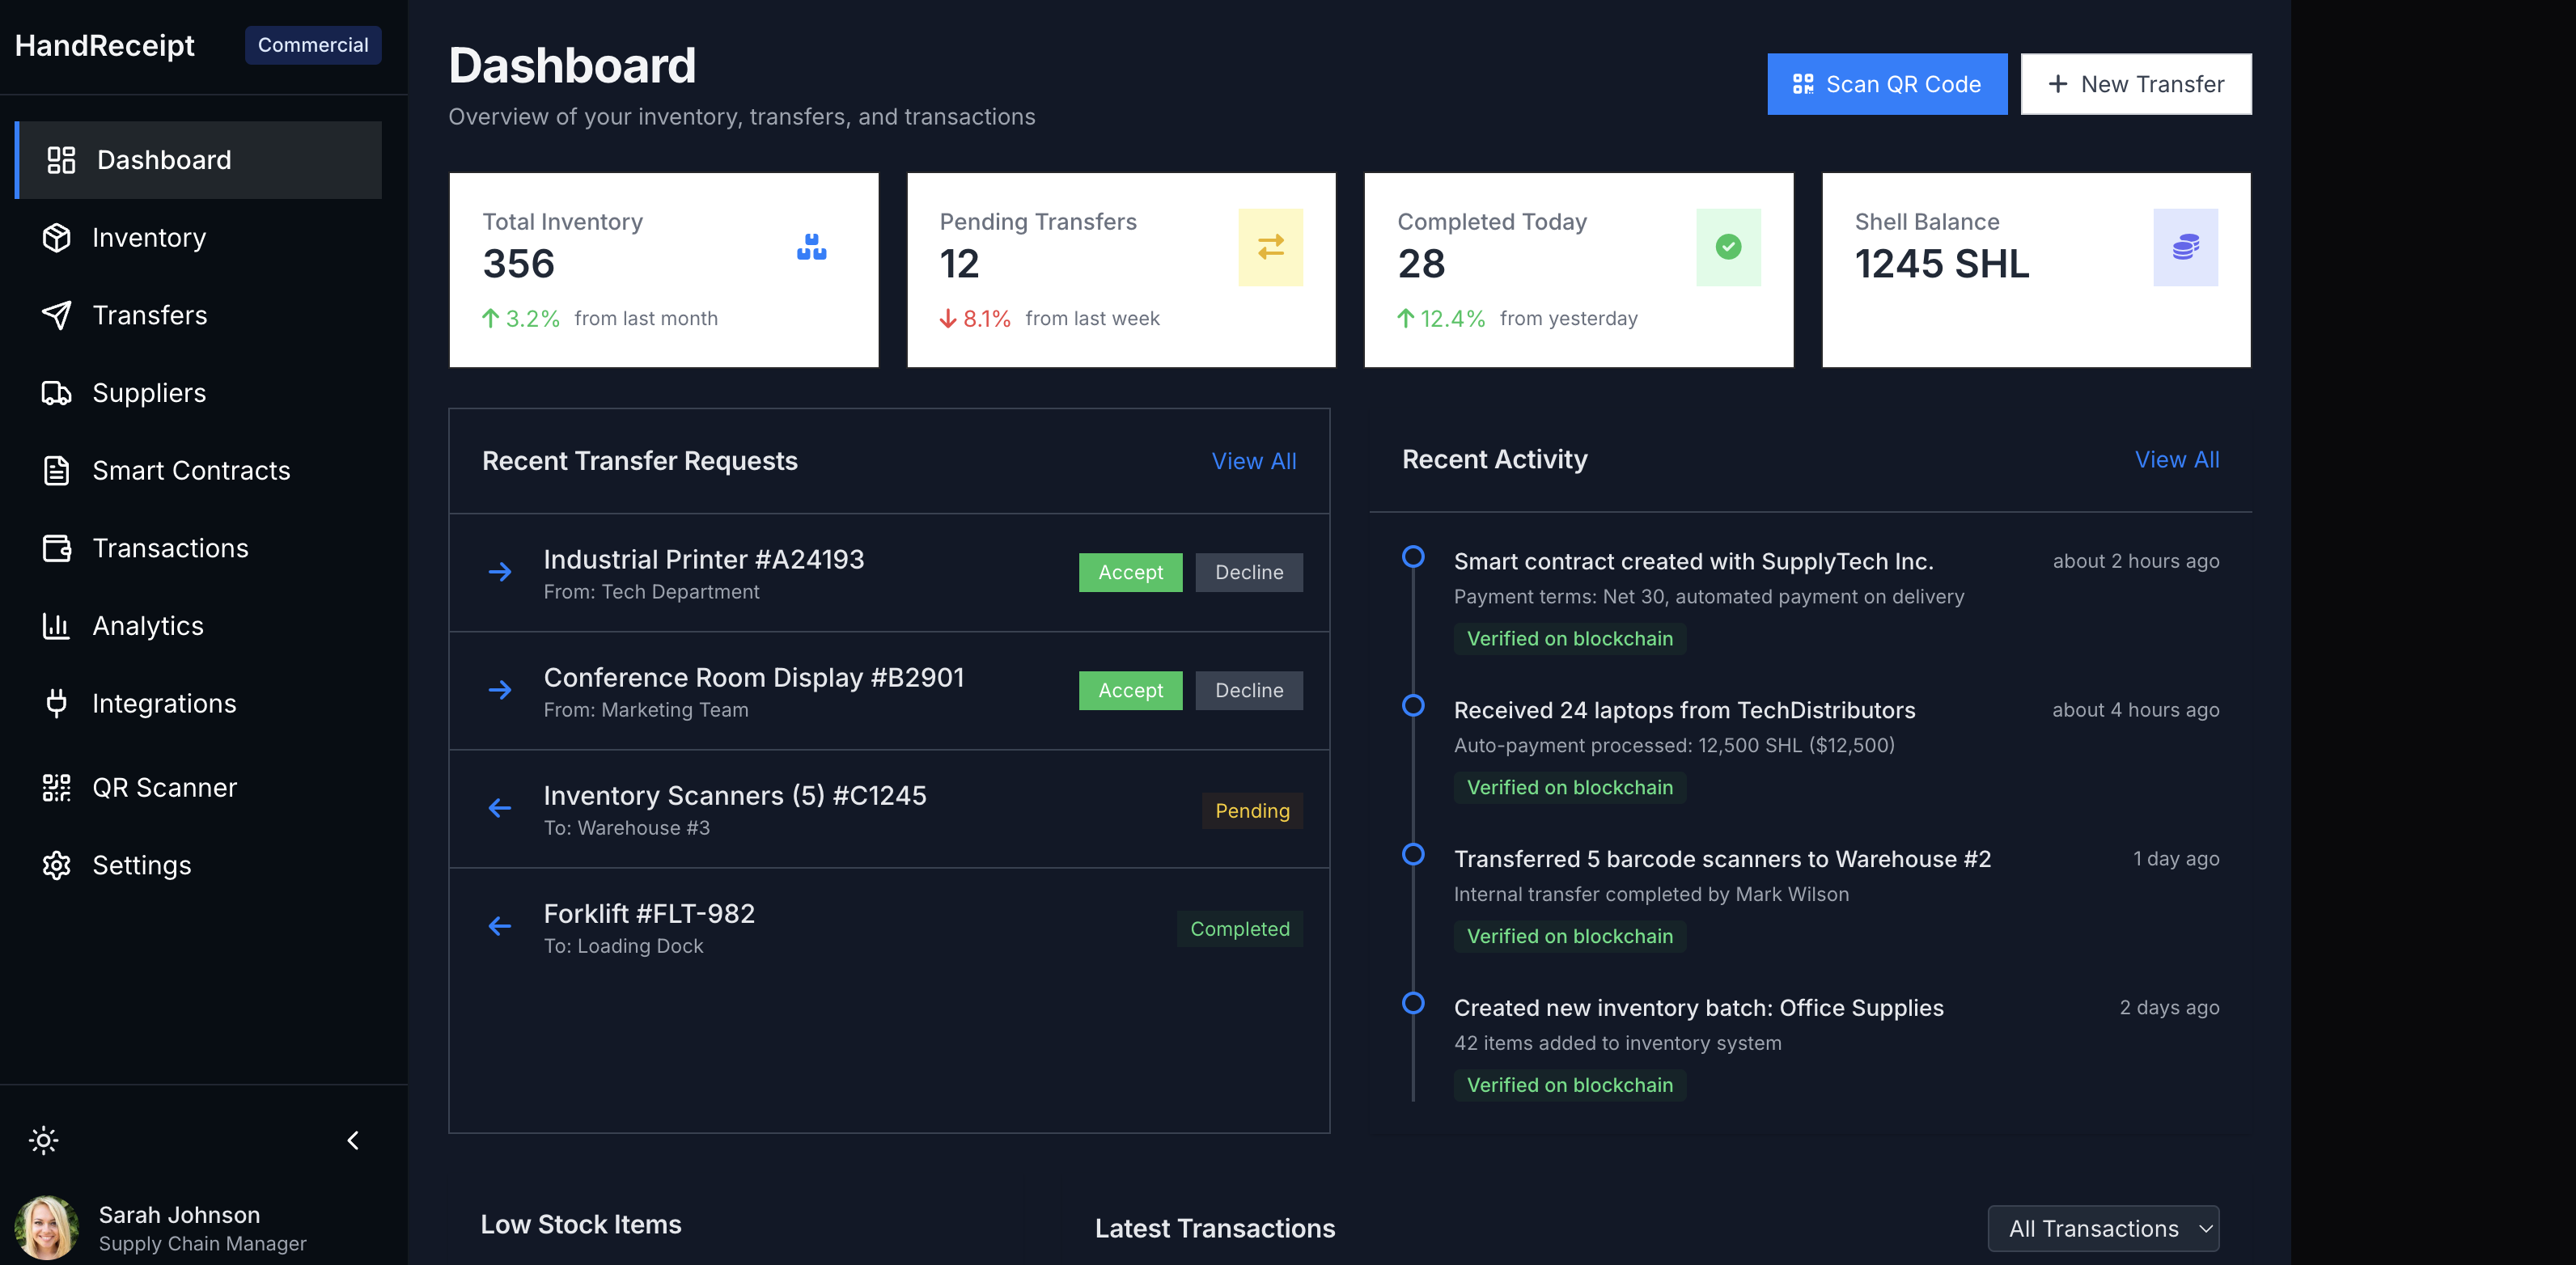 HandReceipt
Commercial
Dashboard
Inventory
Transfers
Suppliers
Smart Contracts
Transactions
Analytics
Integrations
QR Scanner
Settings
Sarah Johnson
Supply Chain Manager
Dashboard
Overview of your inventory, transfers, and transactions
Scan QR Code
New Transfer
Total Inventory
356
3.2% from last month
Pending Transfers
12
8.1% from last week
Completed Today
28
12.4% from yesterday
Shell Balance
1245 SHL
Recent Transfer Requests
View All
Industrial Printer #A24193
From: Tech Department
Accept
Decline
Conference Room Display #B2901
From: Marketing Team
Accept
Decline
Inventory Scanners (5) #C1245
To: Warehouse #3
Pending
Forklift #FLT-982
To: Loading Dock
Completed
Recent Activity
View All
Smart contract created with SupplyTech Inc.
about 2 hours ago
Payment terms: Net 30, automated payment on delivery
Verified on blockchain
Received 24 laptops from TechDistributors
about 4 hours ago
Auto-payment processed: 12,500 SHL ($12,500)
Verified on blockchain
Transferred 5 barcode scanners to Warehouse #2
1 day ago
Internal transfer completed by Mark Wilson
Verified on blockchain
Created new inventory batch: Office Supplies
2 days ago
42 items added to inventory system
Verified on blockchain
Low Stock Items
Latest Transactions
All Transactions